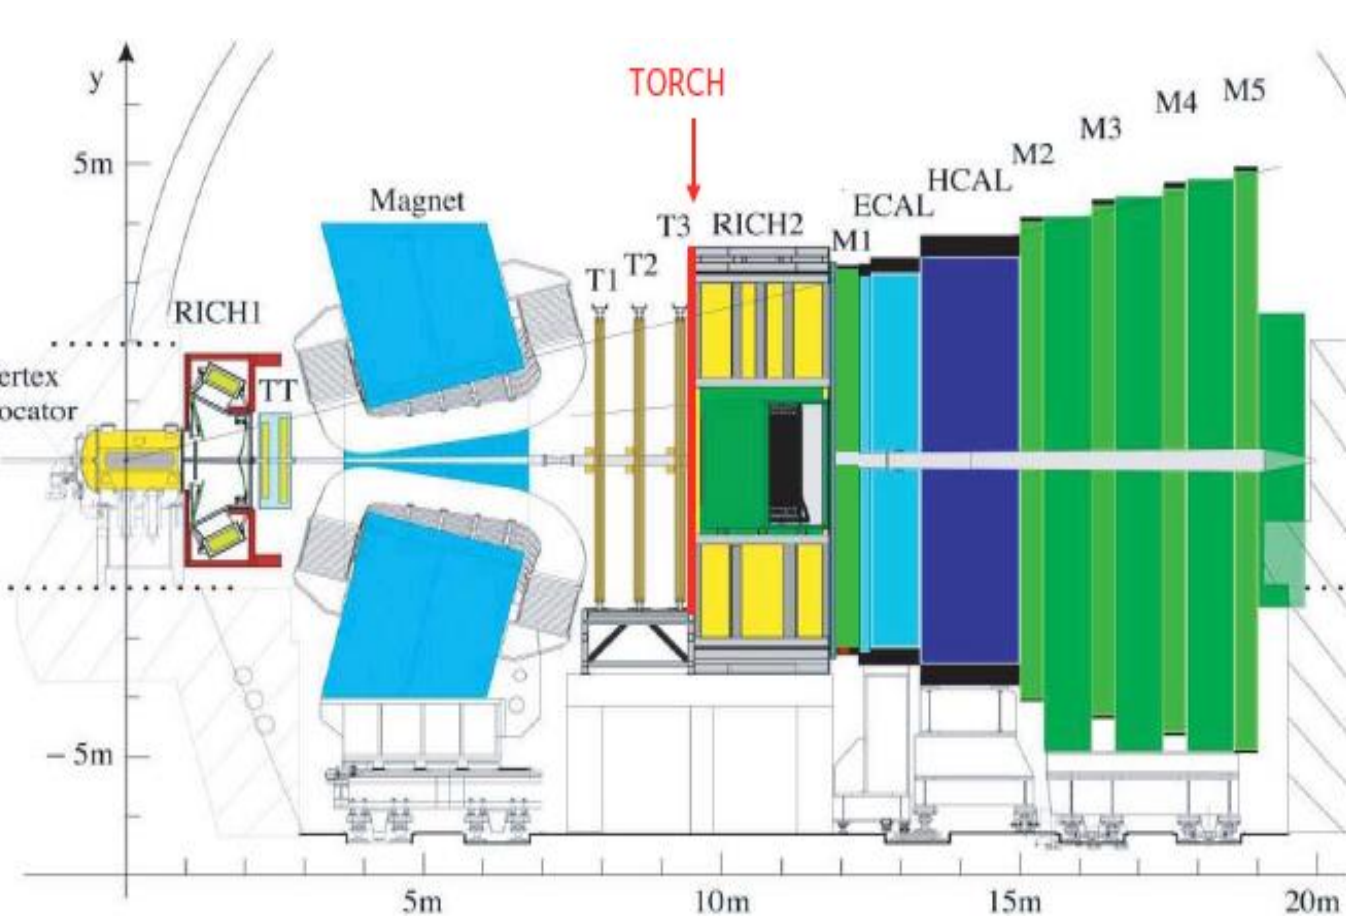 y
TORCH
M5
M4
M3
M2
5m
HCAL
Magnet
ECAL
T3 RICH2
M1
T2
T1
RICH1
ertex
TT
ocator
– 5m
5m 10m 15m 20m